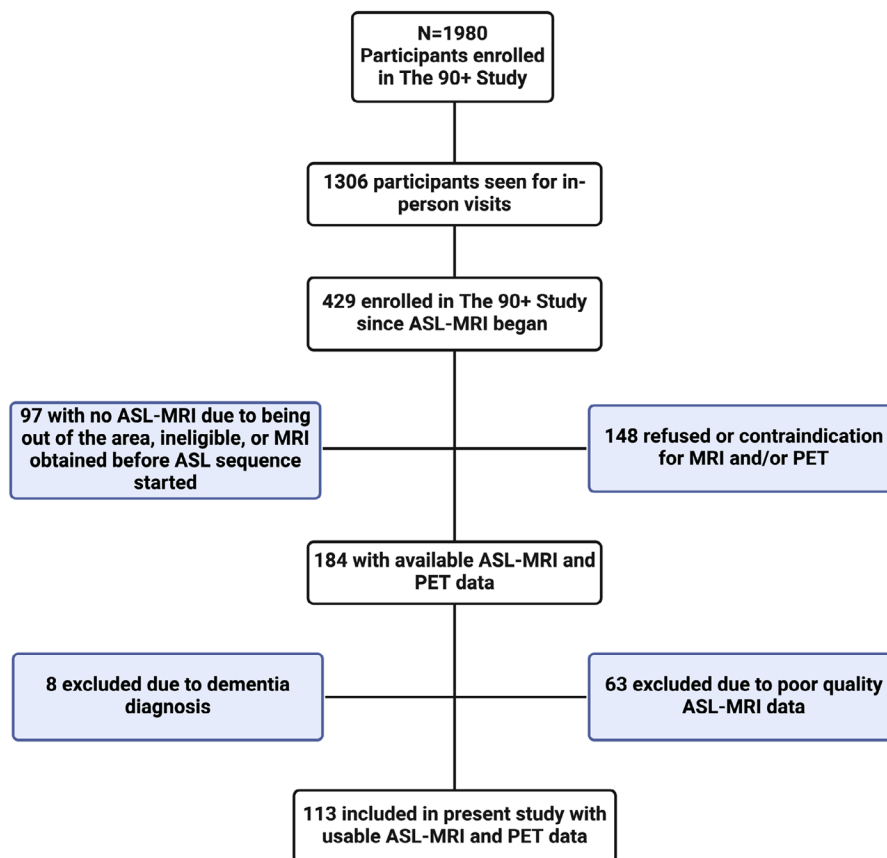 N=1980
Participants enrolled
in The 90+ Study
1306 participants seen for in-
person visits
429 enrolled in The 90+ Study
since ASL-MRI began
97 with no ASL-MRI due to being
out of the area, ineligible, or MRI
obtained before ASL sequence
started
148 refused or contraindication
for MRI and/or PET
184 with available ASL-MRI and
PET data
8 excluded due to dementia
diagnosis
63 excluded due to poor quality
ASL-MRI data
113 included in present study with
usable ASL-MRI and PET data